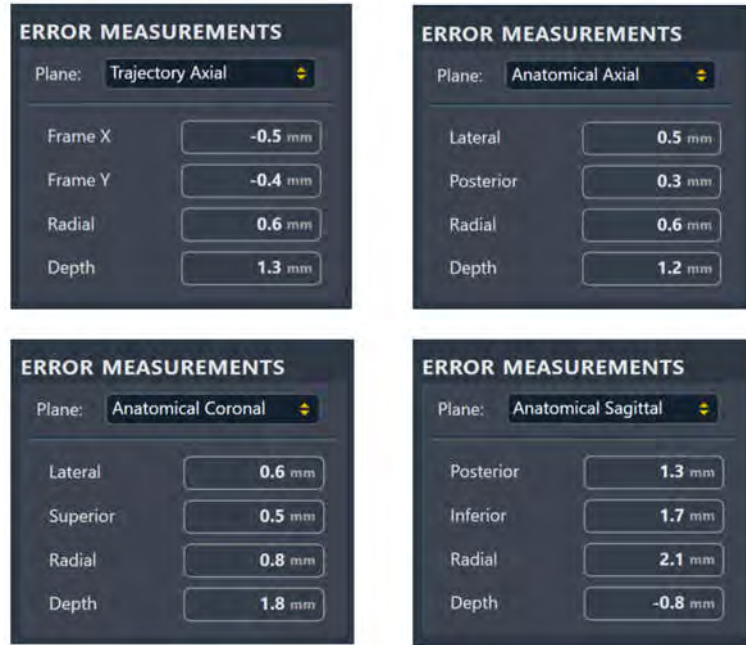 ERROR MEASUREMENTS
Plane: Trajectory Axial
Frame X -0.5 mm
Frame Y -0.4 mm
Radial 0.6 mm
Depth 1.3 mm
ERROR MEASUREMENTS
Plane: Anatomical Axial
Lateral 0.5 mm
Posterior 0.3 mm
Radial 0.6 mm
Depth 1.2 mm
ERROR MEASUREMENTS
Plane: Anatomical Coronal
Lateral 0.6 mm
Superior 0.5 mm
Radial 0.8 mm
Depth 1.8 mm
ERROR MEASUREMENTS
Plane: Anatomical Sagittal
Posterior 1.3 mm
Inferior 1.7 mm
Radial 2.1 mm
Depth -0.8 mm